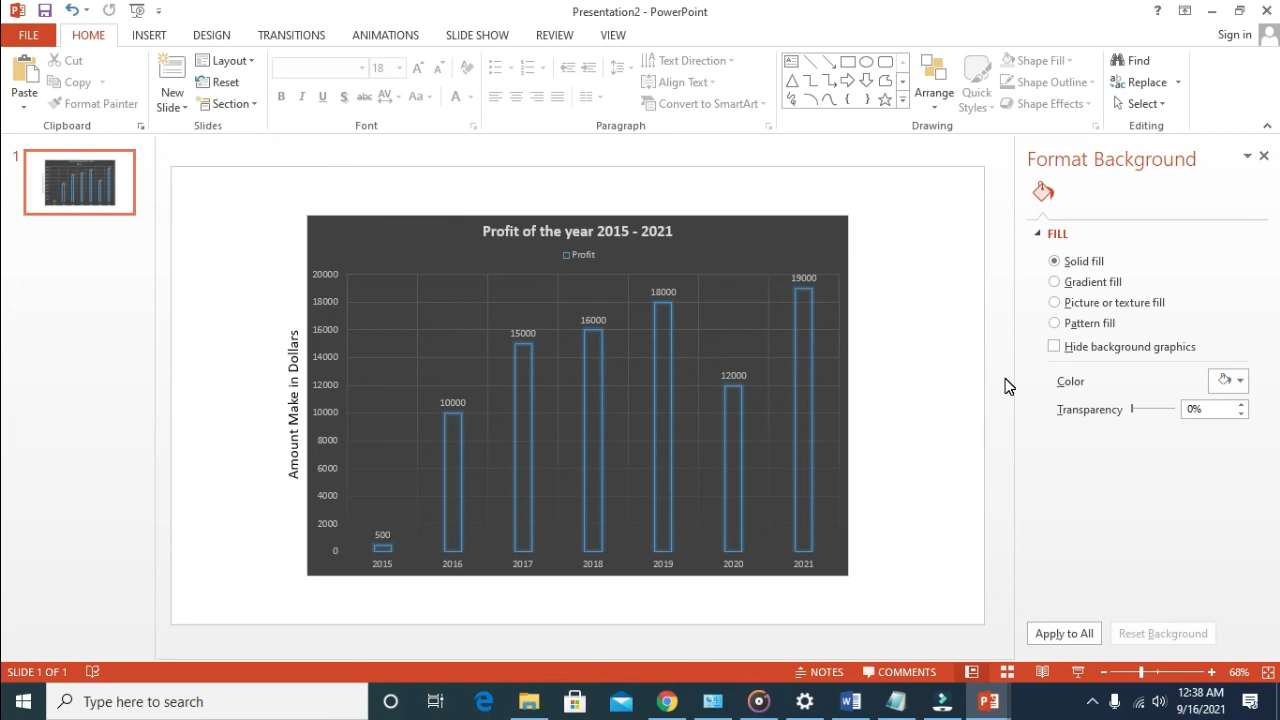 Presentation2 - PowerPoint
?
FILE HOME INSERT DESIGN TRANSITIONS ANIMATIONS SLIDE SHOW REVIEW VIEW Sign in
Paste
Cut
Copy
Format Painter
Clipboard
New
Slide
Layout
Reset
Section
Slides
18
B I U S abc AV Aa A
Font
Text Direction
Align Text
Convert to SmartArt
Paragraph
Arrange
Quick
Styles
Shape Fill
Shape Outline
Shape Effects
Drawing
Find
Replace
Select
Editing
1
Profit of the year 2015 - 2021
Profit
Amount Make in Dollars
20000
18000
16000
14000
12000
10000
8000
6000
4000
2000
0
500
10000
15000
16000
18000
12000
19000
2015 2016 2017 2018 2019 2020 2021
Format Background
FILL
Solid fill
Gradient fill
Picture or texture fill
Pattern fill
Hide background graphics
Color
Transparency 0%
Apply to All Reset Background
SLIDE 1 OF 1 NOTES COMMENTS 68%
Type here to search
12:38 AM
9/16/2021